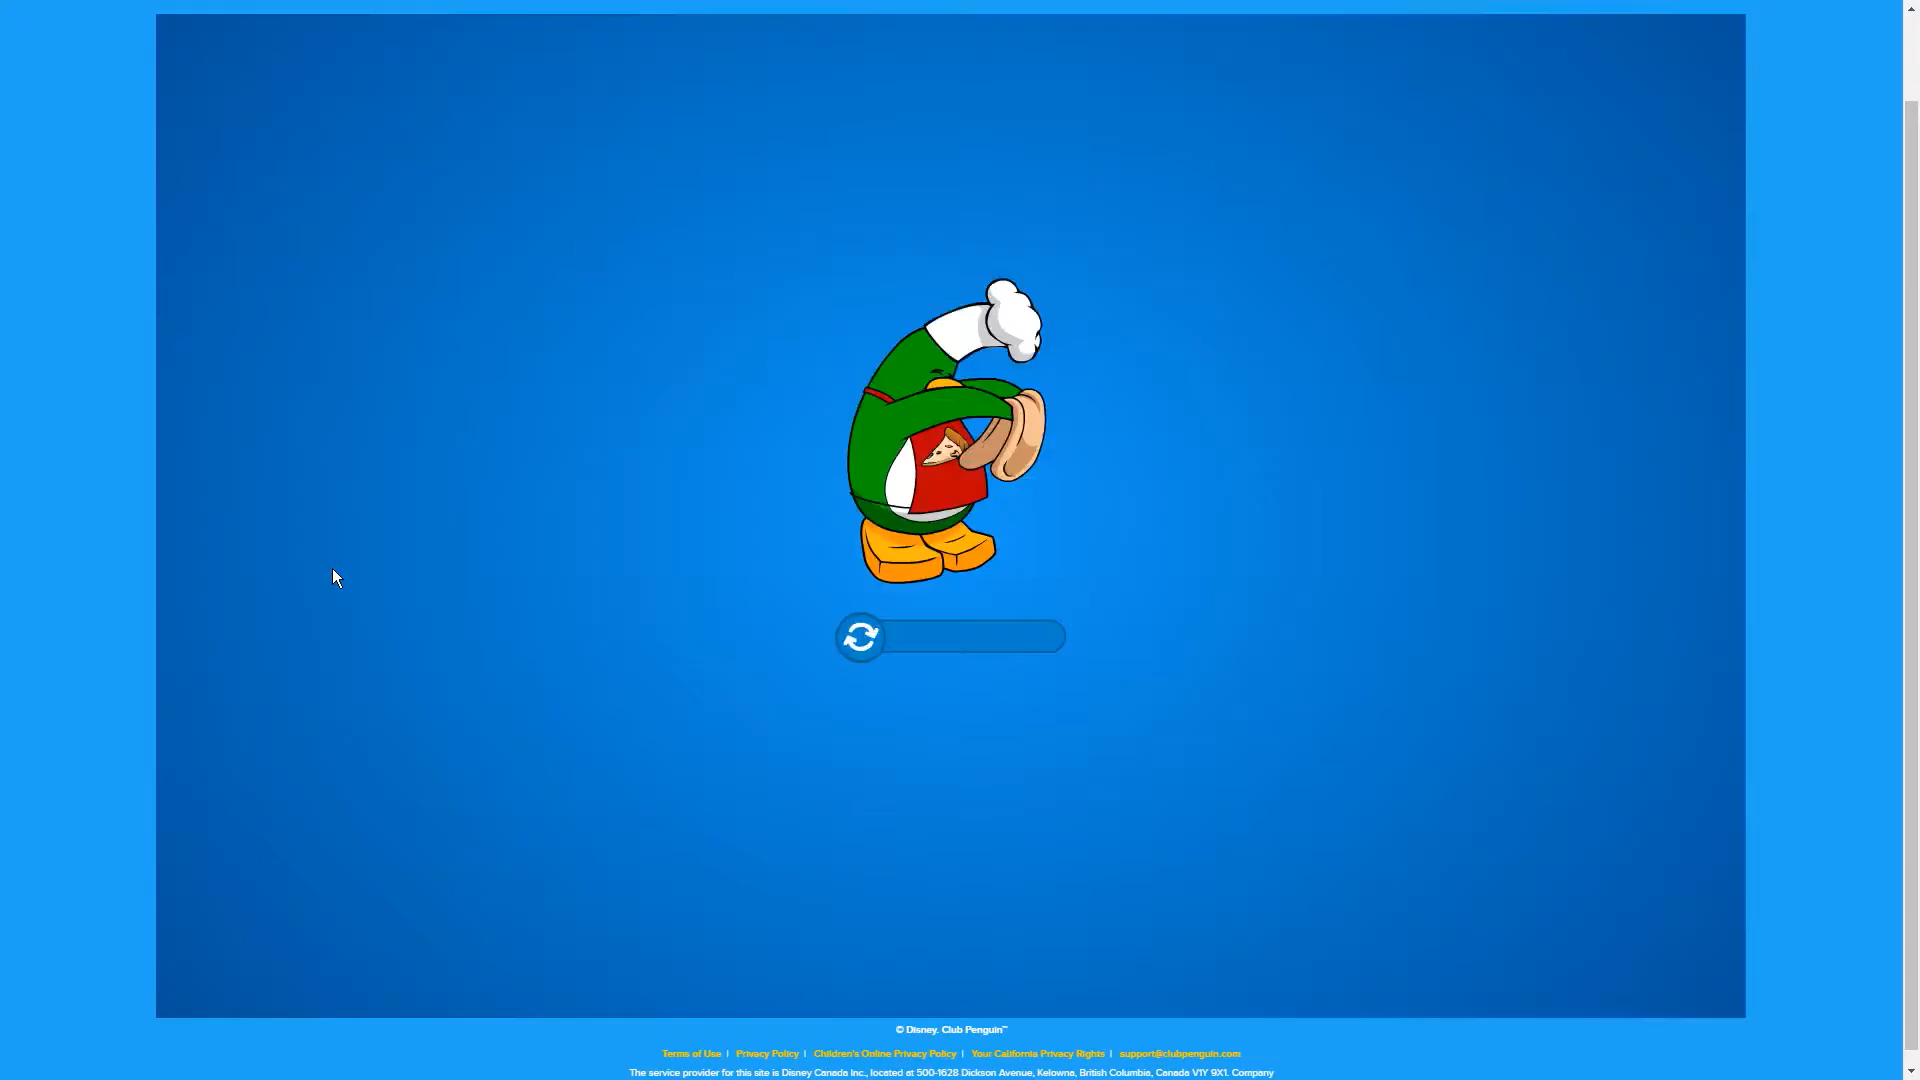 © Disney. Club Penguin™
Terms of Use | Privacy Policy | Children's Online Privacy Policy | Your California Privacy Rights | support@clubpenguin.com
The service provider for this site is Disney Canada Inc., located at 500-1628 Dickson Avenue, Kelowna, British Columbia, Canada V1Y 9X1. Company